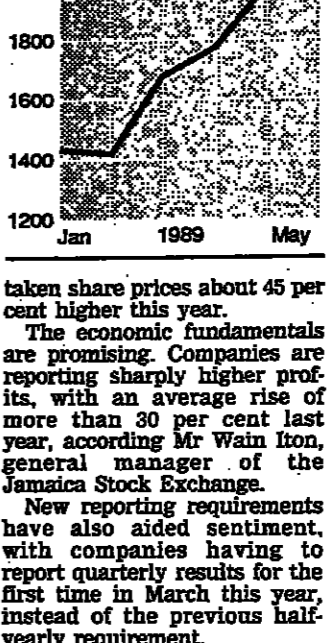 1800
1600
1400
1200
Jan 1989 May
taken share prices about 45 per
cent higher this year.
The economic fundamentals
are promising. Companies are
reporting sharply higher prof-
its, with an average rise of
more than 30 per cent last
year, according Mr Wain Iton,
general manager of the
Jamaica Stock Exchange.
New reporting requirements
have also aided sentiment,
with companies having to
report quarterly results for the
first time in March this year,
instead of the previous half-
yearly requirement.